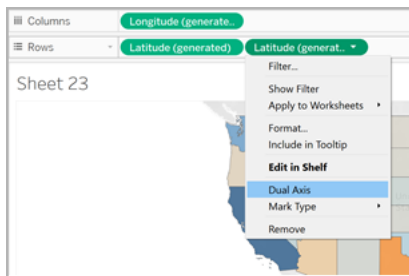 Columns
Longitude (generate..
Rows
Latitude (generated)
Latitude (generat..
Sheet 23
Filter...
Show Filter
Apply to Worksheets
Format...
Include in Tooltip
Edit in Shelf
Dual Axis
Mark Type
Remove